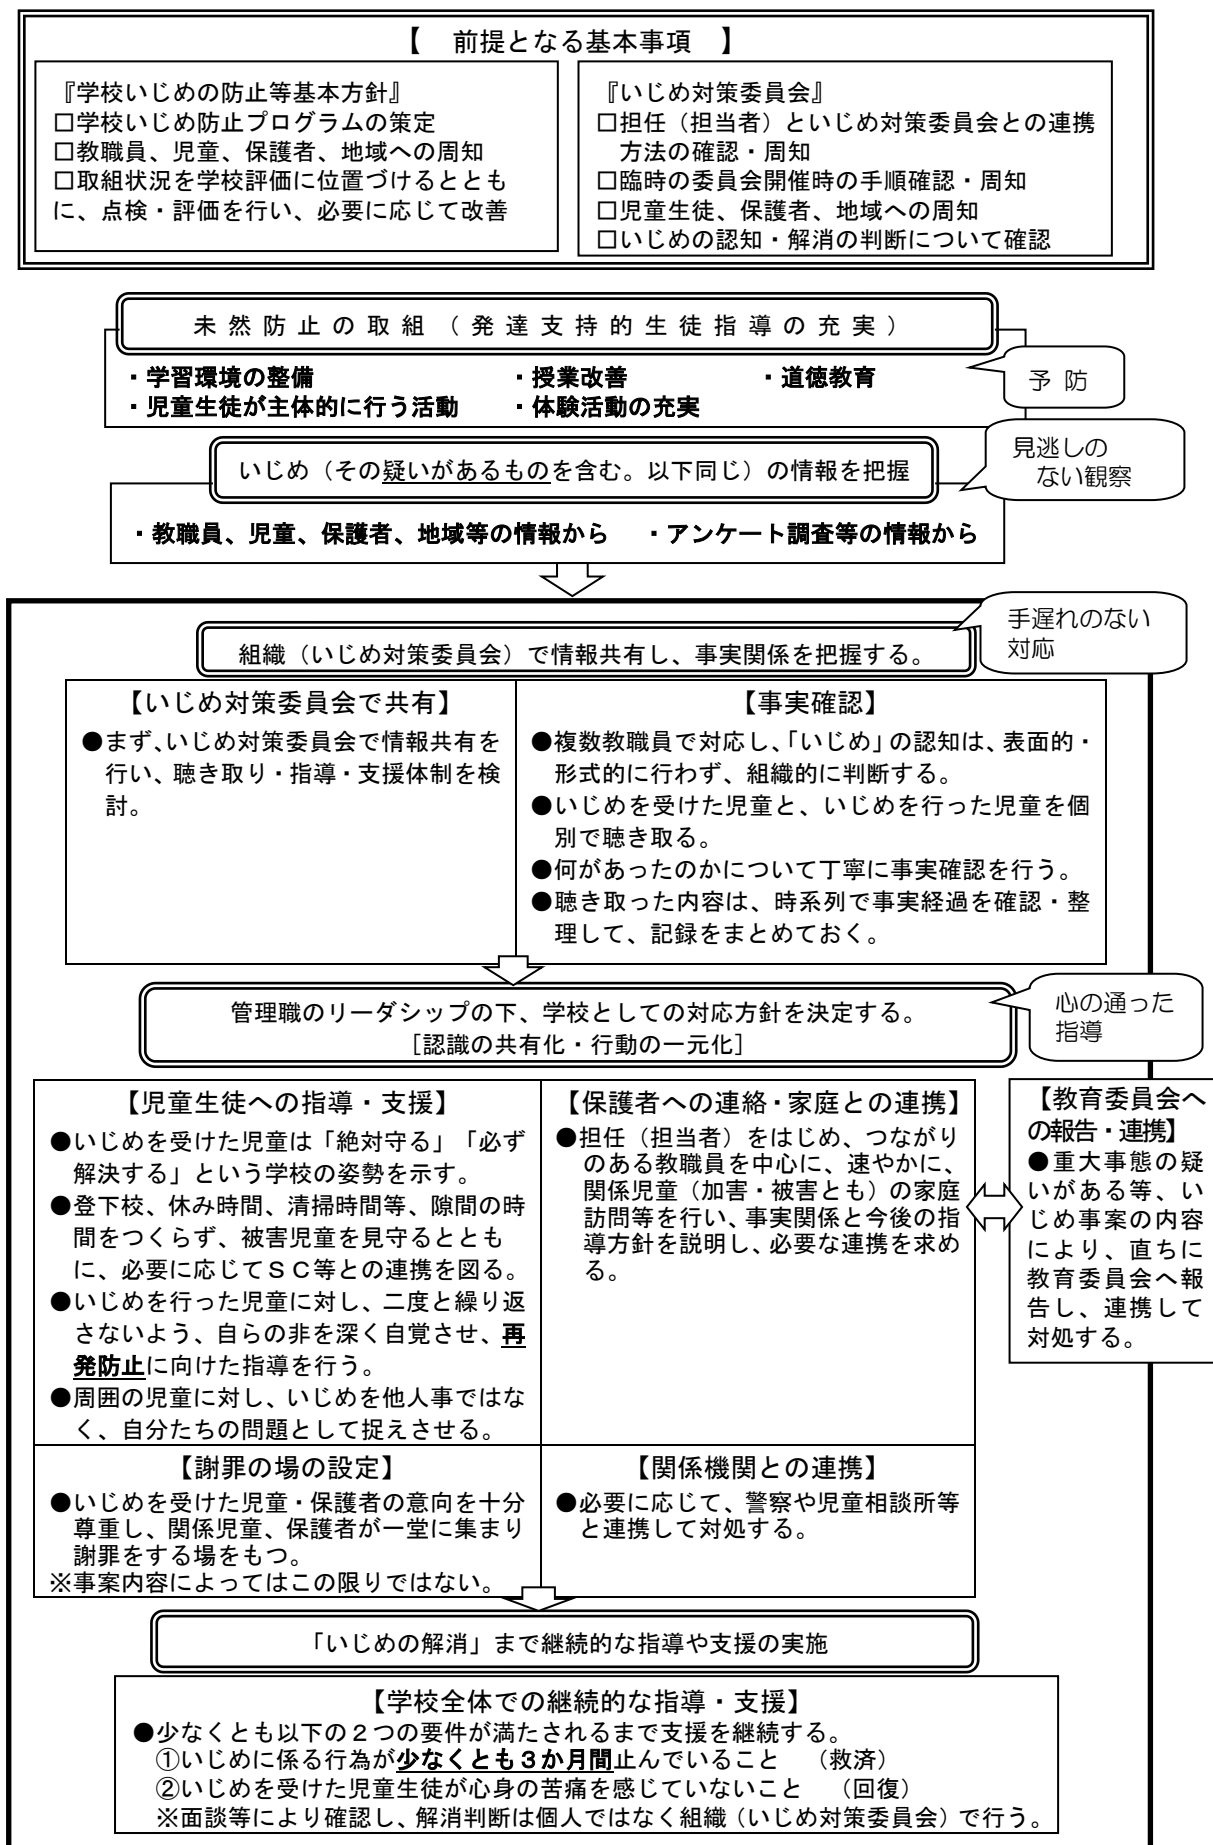 【　前提となる基本事項　】
『学校いじめの防止等基本方針』
□学校いじめ防止プログラムの策定
□教職員、児童、保護者、地域への周知
□取組状況を学校評価に位置づけるととも
に、点検・評価を行い、必要に応じて改善
『いじめ対策委員会』
□担任（担当者）といじめ対策委員会との連携
方法の確認・周知
□臨時の委員会開催時の手順確認・周知
□児童生徒、保護者、地域への周知
□いじめの認知・解消の判断について確認
未然防止の取組（発達支持的生徒指導の充実）
・学習環境の整備　・授業改善　・道徳教育
・児童生徒が主体的に行う活動　・体験活動の充実
予防
いじめ（その疑いがあるものを含む。以下同じ）の情報を把握
見逃しの
ない観察
・教職員、児童、保護者、地域等の情報から　・アンケート調査等の情報から
手遅れのない
対応
組織（いじめ対策委員会）で情報共有し、事実関係を把握する。
【いじめ対策委員会で共有】
●まず、いじめ対策委員会で情報共有を
行い、聴き取り・指導・支援体制を検
討。
【事実確認】
●複数教職員で対応し、「いじめ」の認知は、表面的・
形式的に行わず、組織的に判断する。
●いじめを受けた児童と、いじめを行った児童を個
別で聴き取る。
●何があったのかについて丁寧に事実確認を行う。
●聴き取った内容は、時系列で事実経過を確認・整
理して、記録をまとめておく。
管理職のリーダシップの下、学校としての対応方針を決定する。
［認識の共有化・行動の一元化］
心の通った
指導
【児童生徒への指導・支援】
●いじめを受けた児童は「絶対守る」「必ず
解決する」という学校の姿勢を示す。
●登下校、休み時間、清掃時間等、隙間の時
間をつくらず、被害児童を見守るととも
に、必要に応じてＳＣ等との連携を図る。
●いじめを行った児童に対し、二度と繰り返
さないよう、自らの非を深く自覚させ、再
発防止に向けた指導を行う。
●周囲の児童に対し、いじめを他人事ではな
く、自分たちの問題として捉えさせる。
【保護者への連絡・家庭との連携】
●担任（担当者）をはじめ、つながり
のある教職員を中心に、速やかに、
関係児童（加害・被害とも）の家庭
訪問等を行い、事実関係と今後の指
導方針を説明し、必要な連携を求め
る。
【教育委員会へ
の報告・連携】
●重大事態の疑
いがある等、い
じめ事案の内容
により、直ちに
教育委員会へ報
告し、連携して
対処する。
【謝罪の場の設定】
●いじめを受けた児童・保護者の意向を十分
尊重し、関係児童、保護者が一堂に集まり
謝罪をする場をもつ。
※事案内容によってはこの限りではない。
【関係機関との連携】
●必要に応じて、警察や児童相談所等
と連携して対処する。
「いじめの解消」まで継続的な指導や支援の実施
【学校全体での継続的な指導・支援】
●少なくとも以下の２つの要件が満たされるまで支援を継続する。
①いじめに係る行為が少なくとも３か月間止んでいること　（救済）
②いじめを受けた児童生徒が心身の苦痛を感じていないこと　（回復）
※面談等により確認し、解消判断は個人ではなく組織（いじめ対策委員会）で行う。